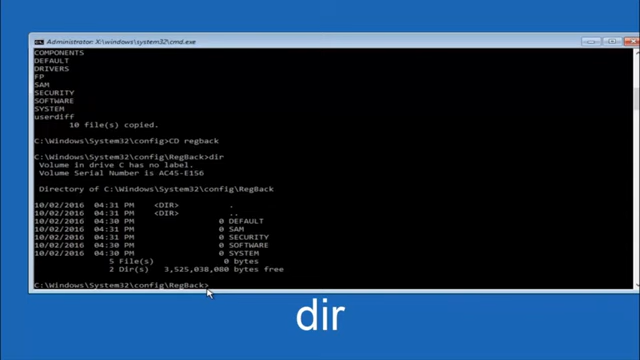 Administrator: X:\windows\system32\cmd.exe
COMPONENTS
DEFAULT
DRIVERS
FP
SAM
SECURITY
SOFTWARE
SYSTEM
userdiff
10 file(s) copied.
C:\Windows\System32\config>CD regback
C:\Windows\System32\config\RegBack>dir
Volume in drive C has no label.
Volume Serial Number is AC45-E156
Directory of C:\Windows\System32\config\RegBack
10/02/2016 04:31 PM <DIR> .
10/02/2016 04:31 PM <DIR> ..
10/02/2016 04:30 PM 0 DEFAULT
10/02/2016 04:31 PM 0 SAM
10/02/2016 04:30 PM 0 SECURITY
10/02/2016 04:30 PM 0 SOFTWARE
10/02/2016 04:30 PM 0 SYSTEM
5 File(s) 0 bytes
2 Dir(s) 3,525,038,080 bytes free
C:\Windows\System32\config\RegBack>
dir